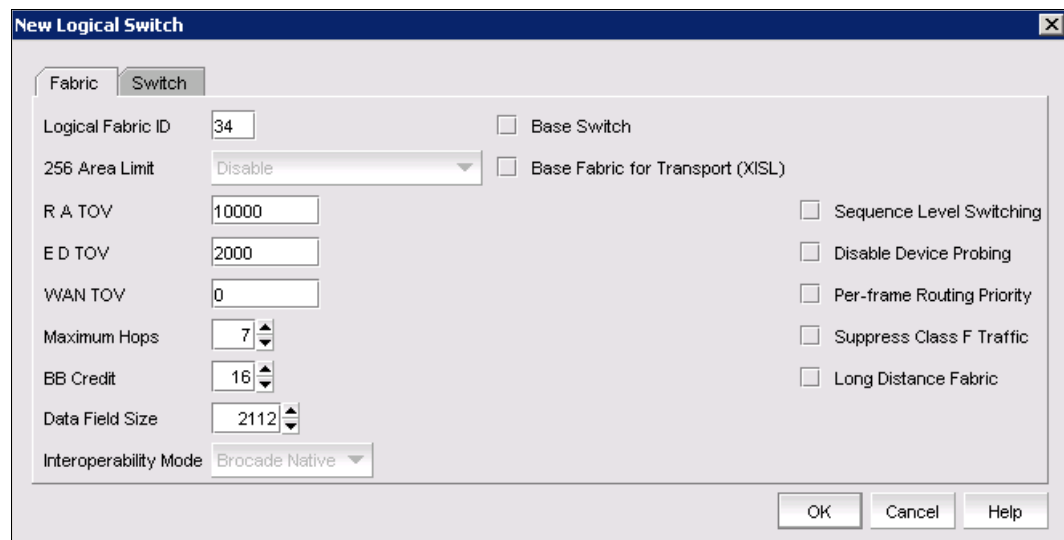 New Logical Switch
Fabric Switch
Logical Fabric ID 34 Base Switch
256 Area Limit Disable Base Fabric for Transport (XISL)
R A TOV 10000 Sequence Level Switching
E D TOV 2000 Disable Device Probing
WAN TOV 0 Per-frame Routing Priority
Maximum Hops 7 Suppress Class F Traffic
BB Credit 16 Long Distance Fabric
Data Field Size 2112
Interoperability Mode Brocade Native
OK Cancel Help